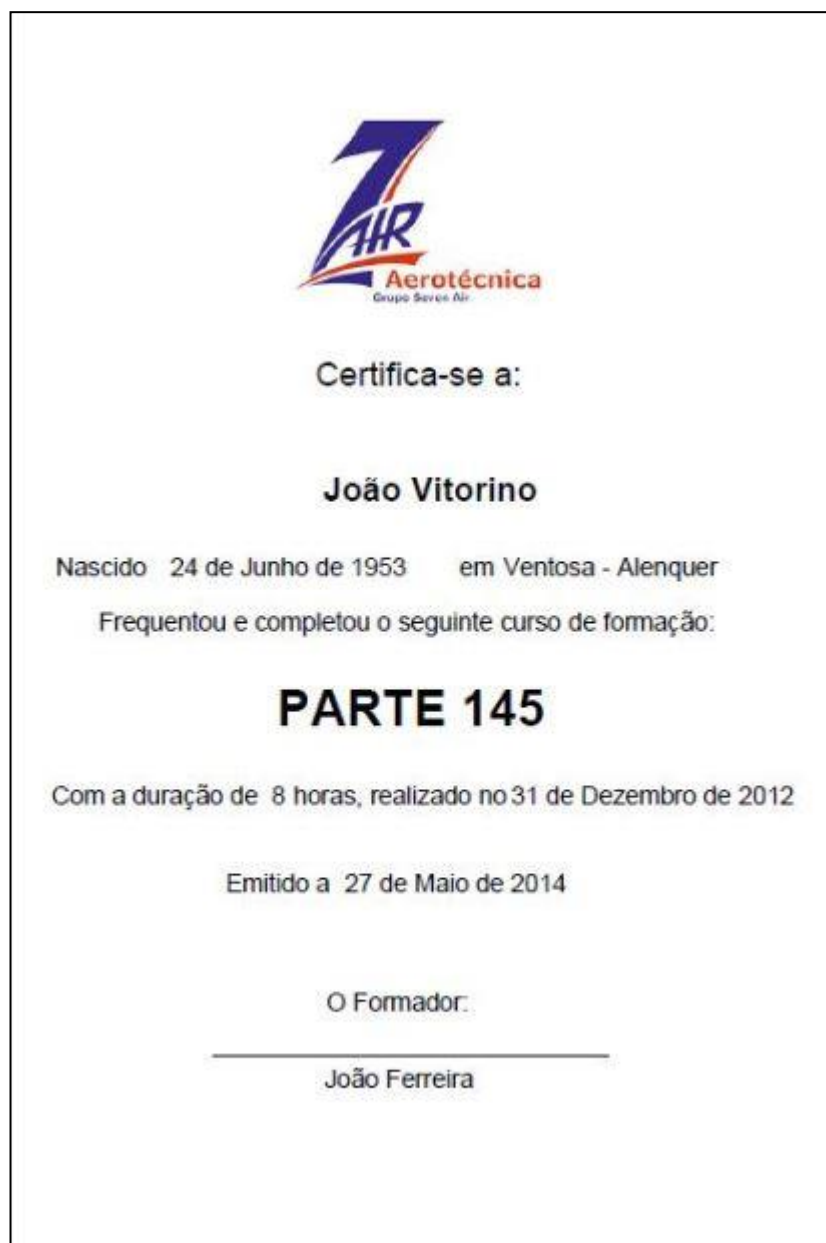 7
AIR
Aerotécnica
Grupo Seven Air
Certifica-se a:
João Vitorino
Nascido 24 de Junho de 1953 em Ventosa - Alenquer
Frequentou e completou o seguinte curso de formação:
PARTE 145
Com a duração de 8 horas, realizado no 31 de Dezembro de 2012
Emitido a 27 de Maio de 2014
O Formador:
João Ferreira